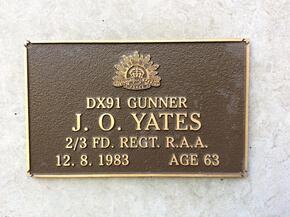 DX91 GUNNER
J. O. YATES
2/3 FD. REGT. R.A.A.
12. 8. 1983 AGE 63